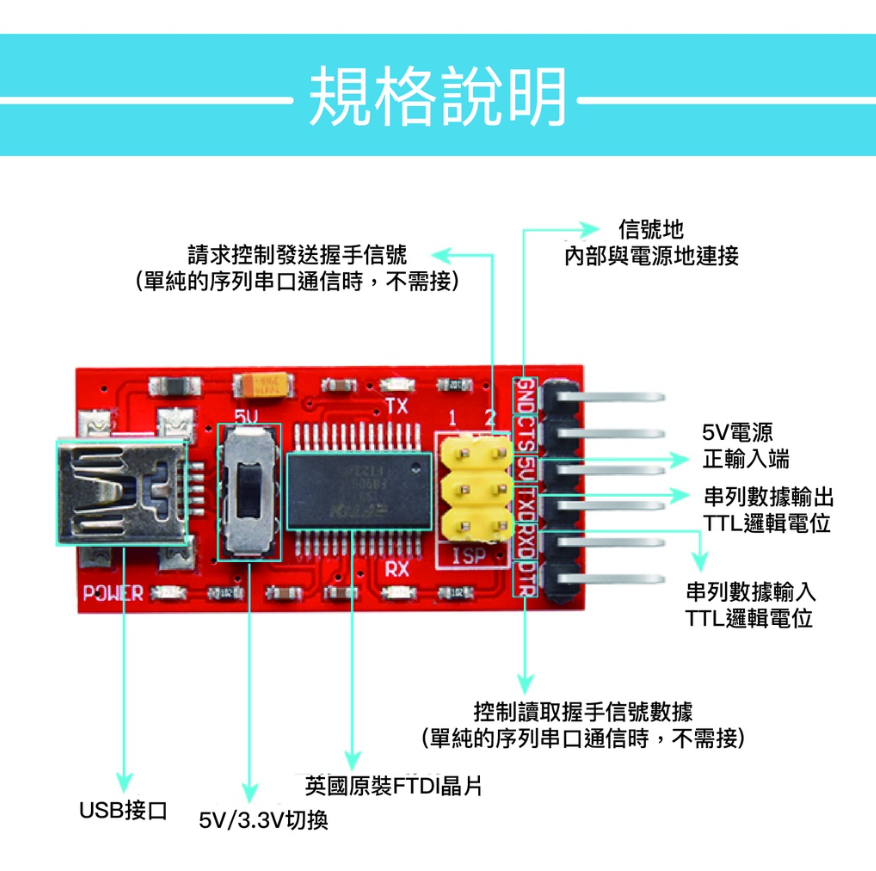 規格說明
信號地
內部與電源地連接
請求控制發送握手信號
(單純的序列串口通信時，不需接)
5V
TX
1 2
GND
CTS
5V
TXD
RXD
DTR
ISP
RX
POWER
5V電源
正輸入端
串列數據輸出
TTL邏輯電位
串列數據輸入
TTL邏輯電位
控制讀取握手信號數據
(單純的序列串口通信時，不需接)
英國原裝FTDI晶片
USB接口
5V/3.3V切換